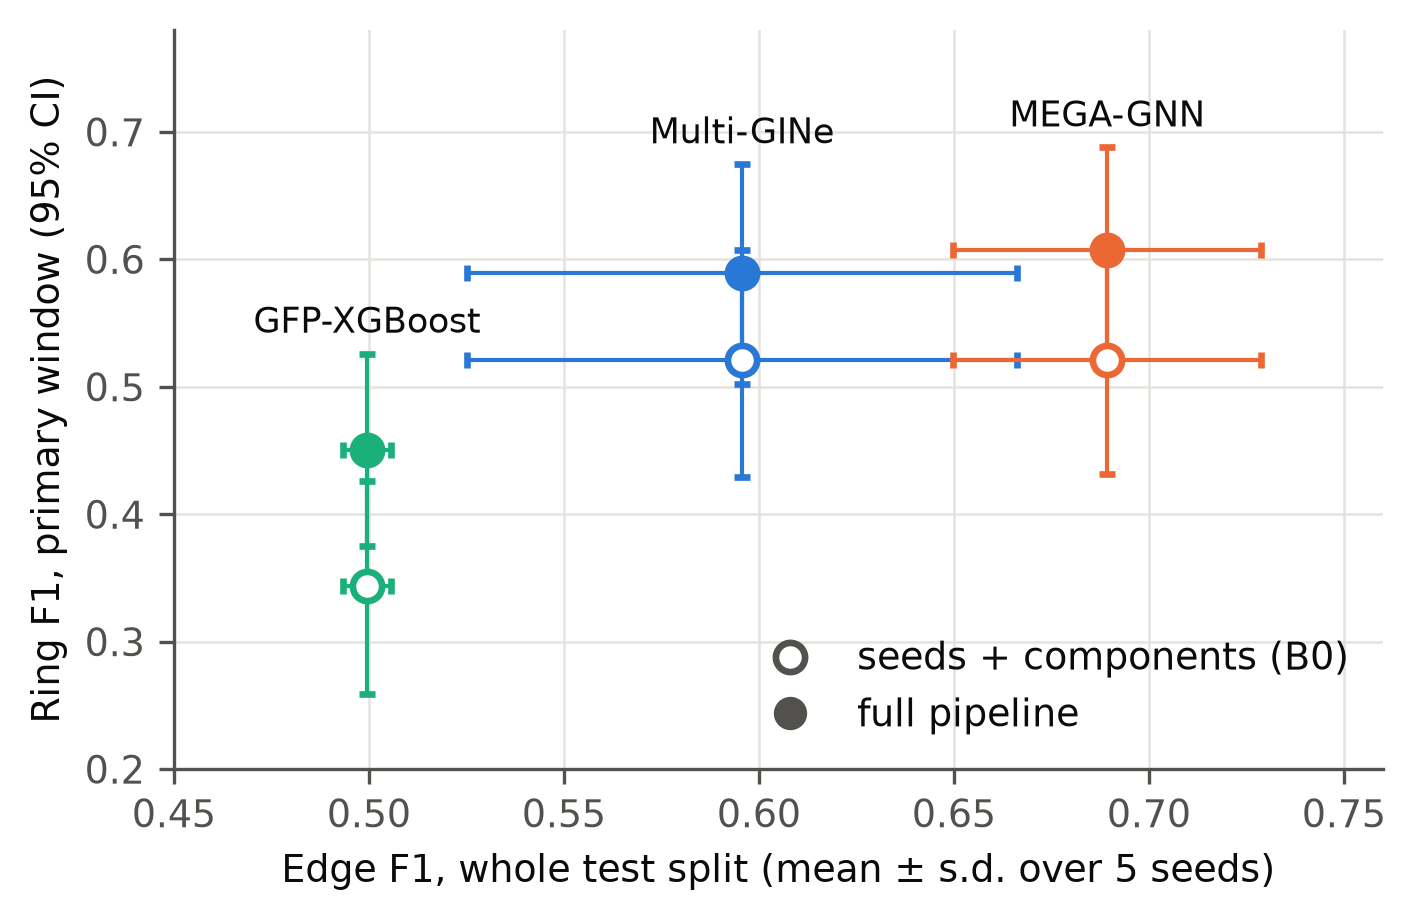 MEGA-GNN
Multi-GINe
GFP-XGBoost
Ring F1, primary window (95% CI)
0.7
0.6
0.5
0.4
0.3
0.2
seeds + components (B0)
full pipeline
0.45 0.50 0.55 0.60 0.65 0.70 0.75
Edge F1, whole test split (mean ± s.d. over 5 seeds)